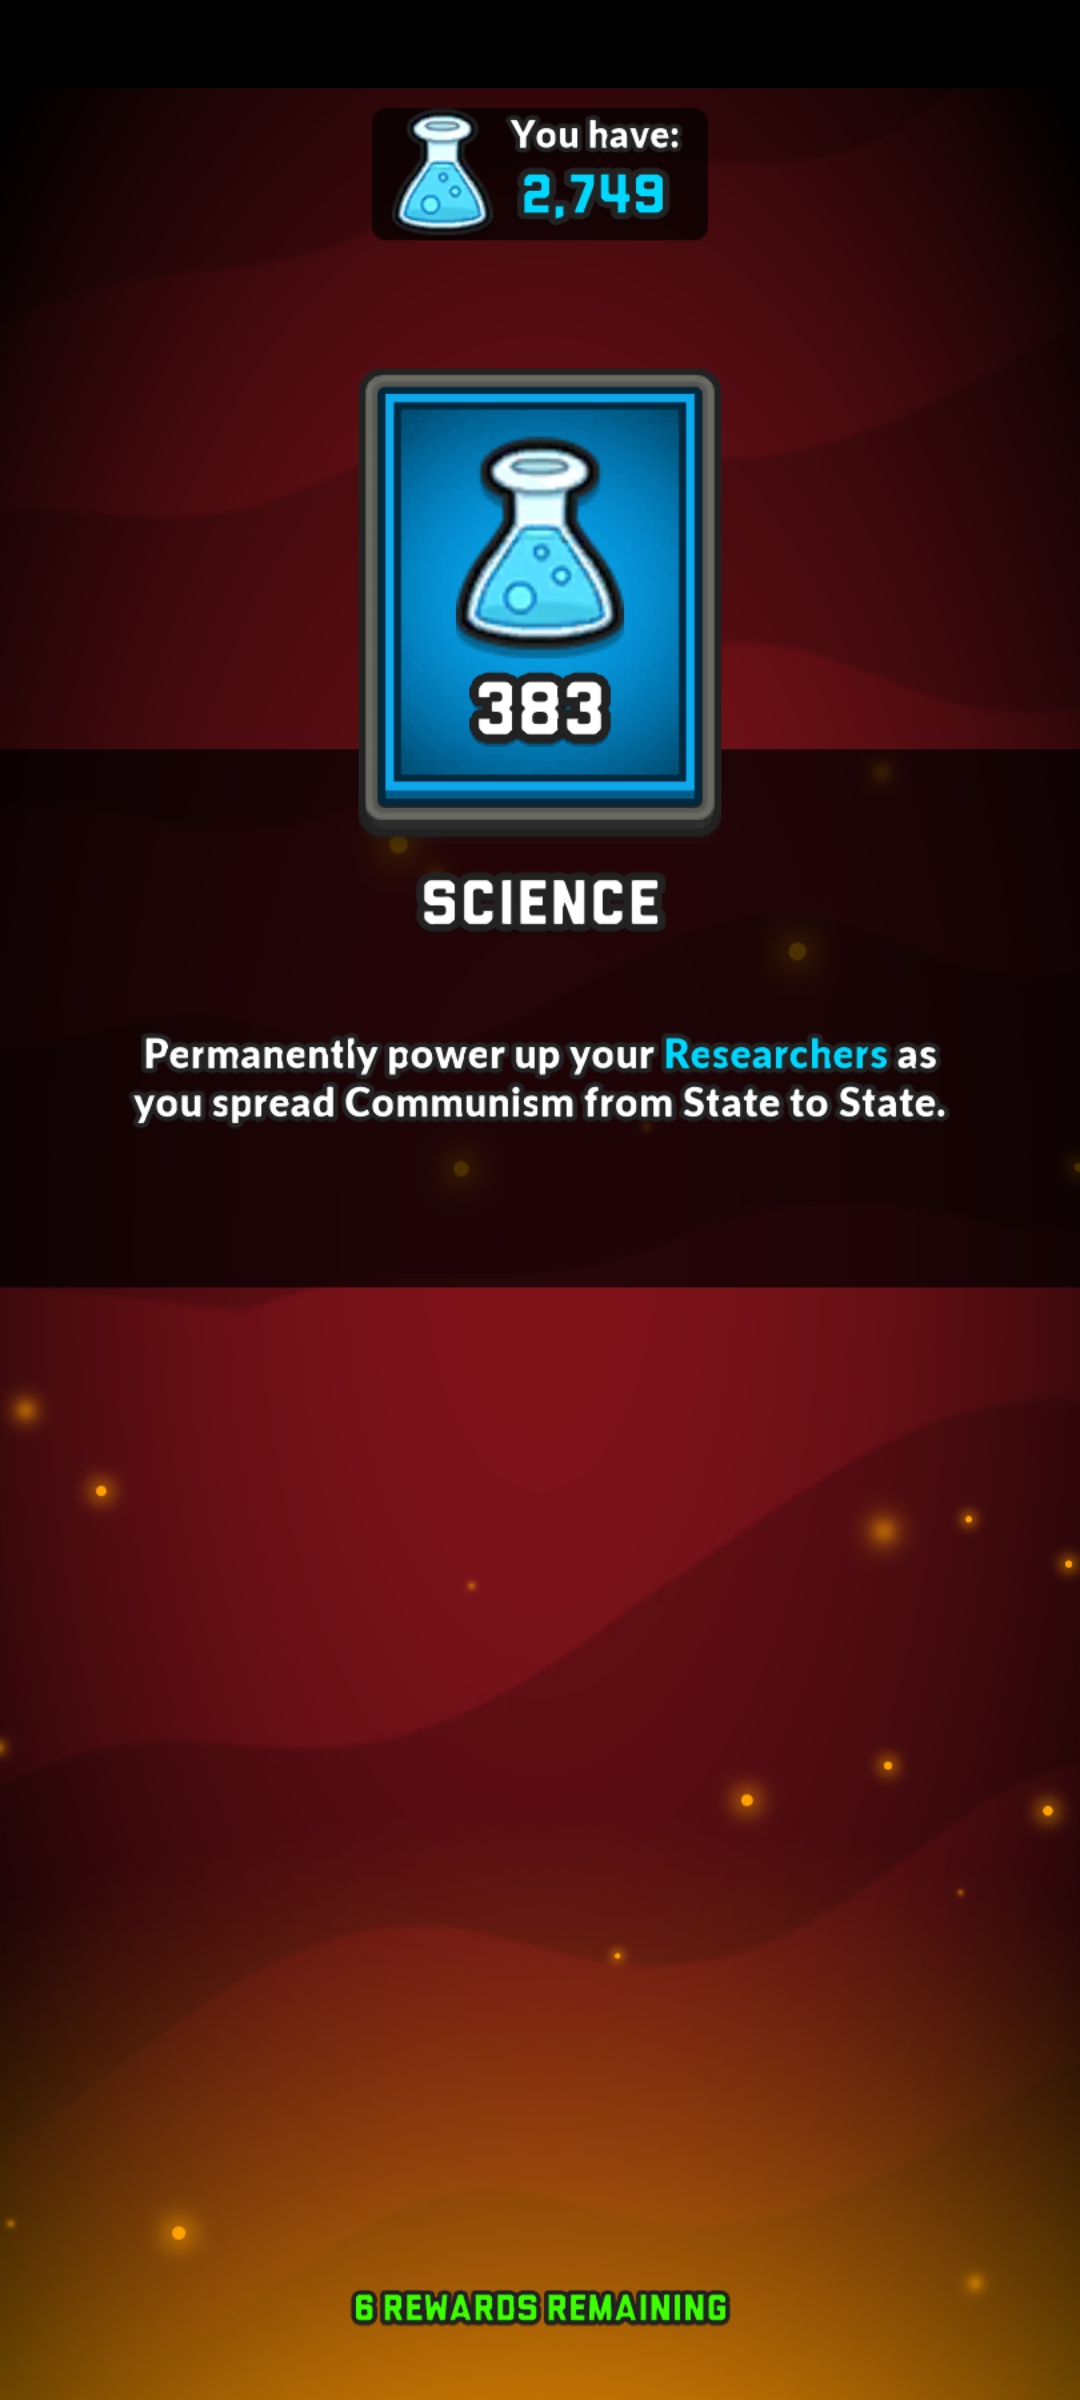 You have:
2,749
383
SCIENCE
Permanently power up your Researchers as
you spread Communism from State to State.
6 REWARDS REMAINING